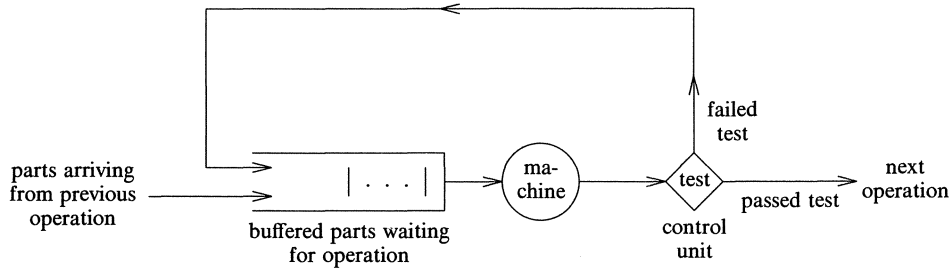 failed
test
parts arriving
from previous
operation
| . . . |
ma-
chine
test
passed test
next
operation
buffered parts waiting
for operation
control
unit